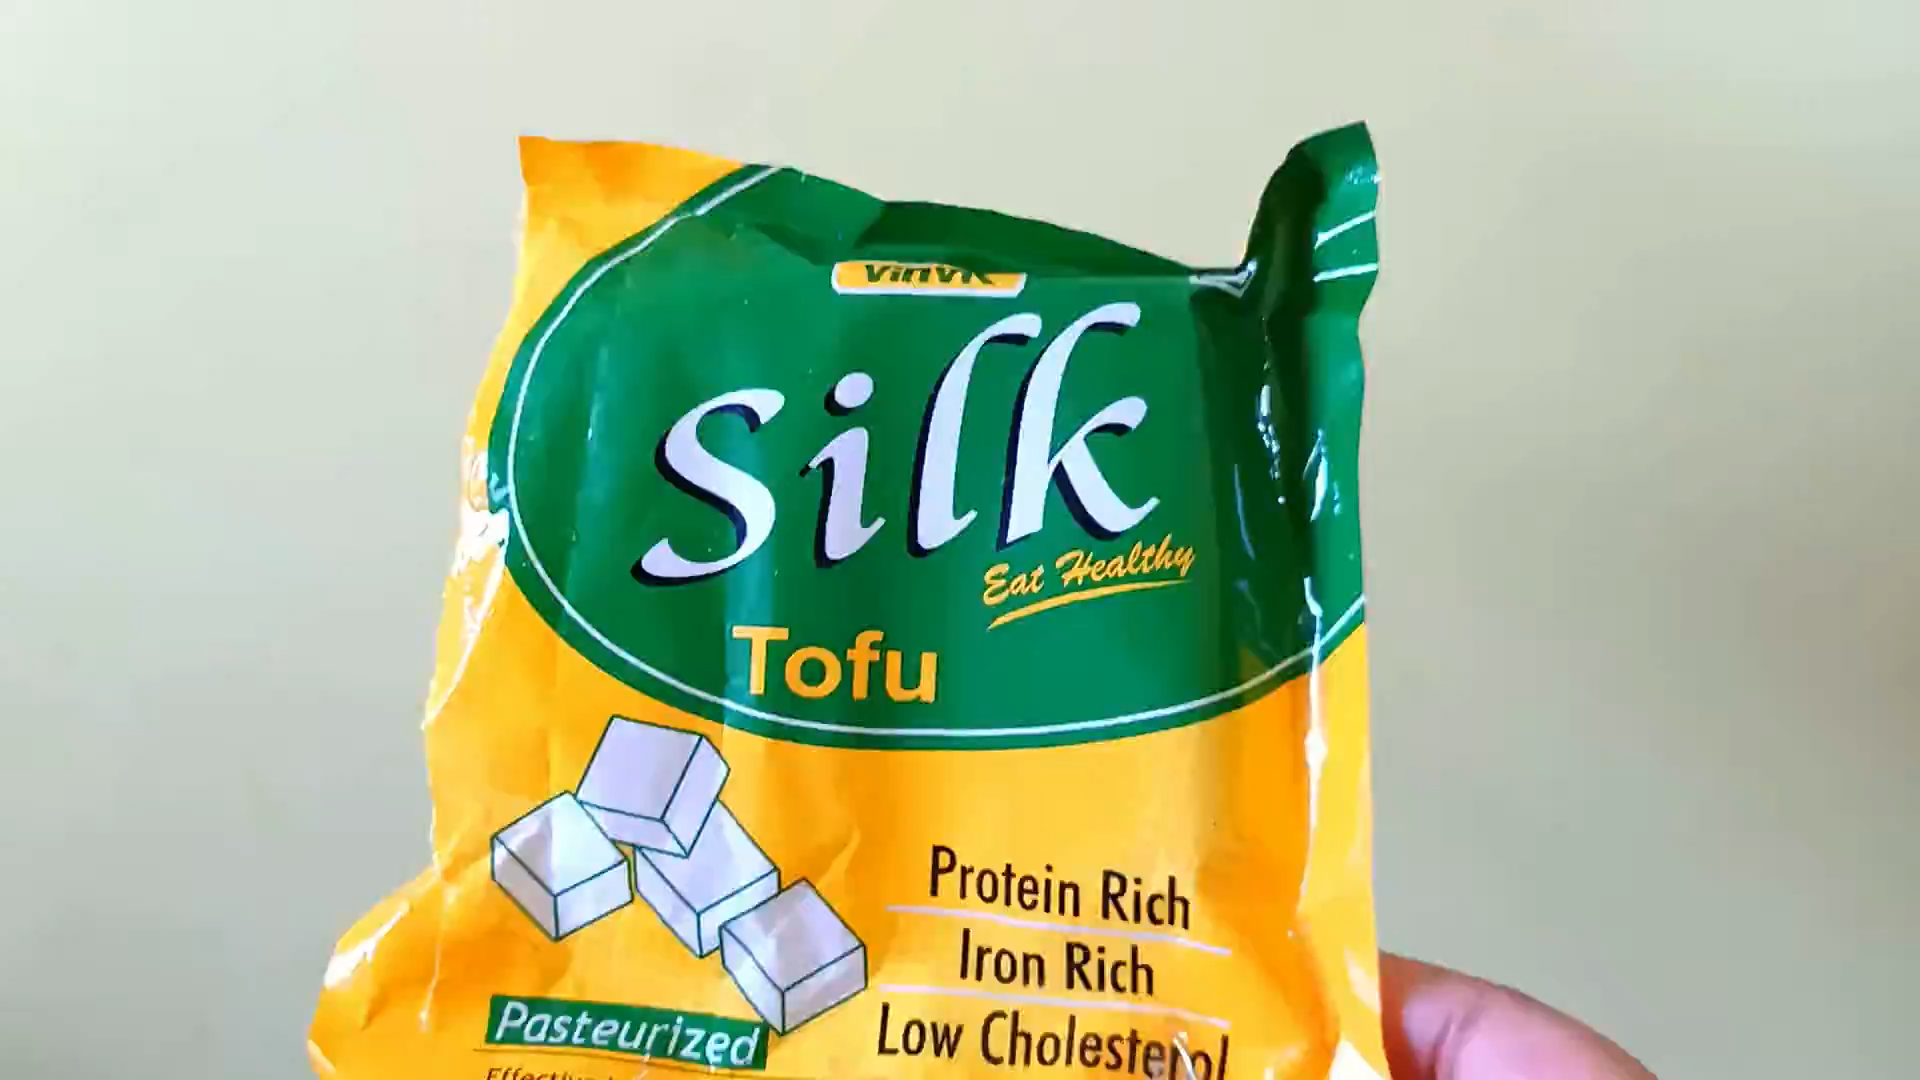 Silk
Eat Healthy
Tofu
Protein Rich
Iron Rich
Low Cholesterol
Pasteurized